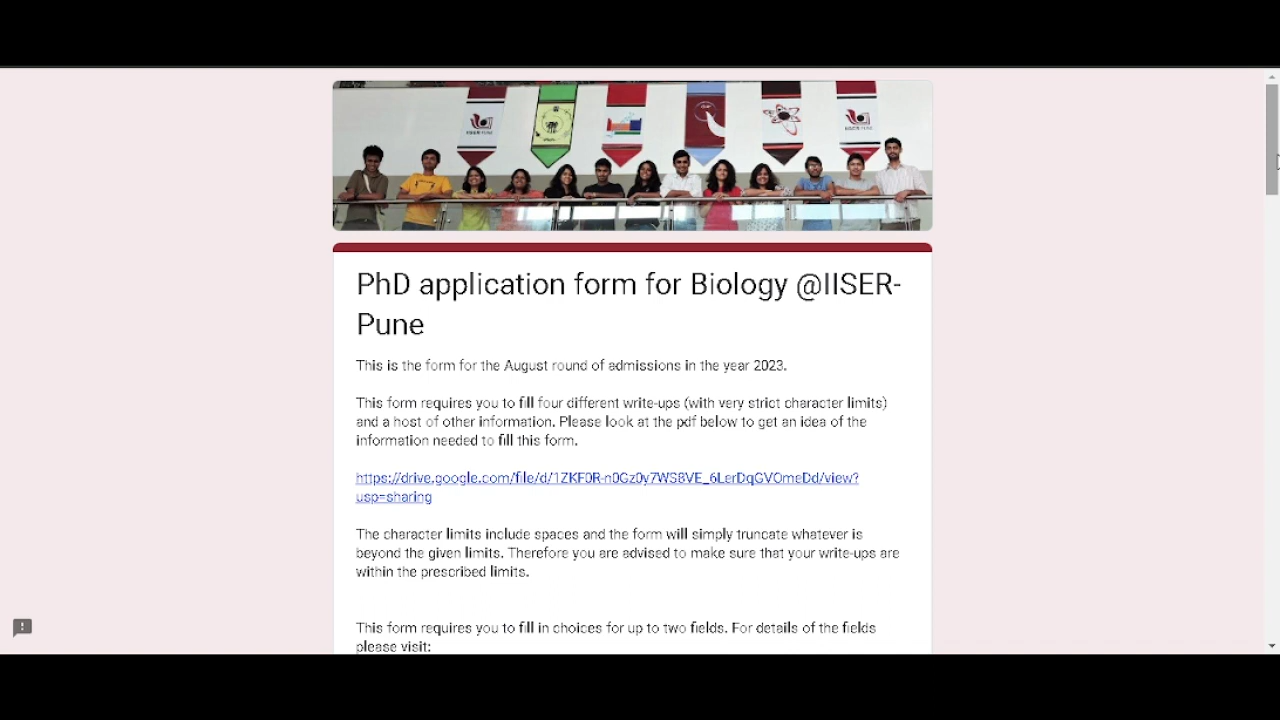 PhD application form for Biology @IISER-
Pune
This is the form for the August round of admissions in the year 2023.
This form requires you to fill four different write-ups (with very strict character limits)
and a host of other information. Please look at the pdf below to get an idea of the
information needed to fill this form.
https://drive.google.com/file/d/1ZKF0R-n0Gz0y7WS8VE_6LerDqGVOmeDd/view?
usp=sharing
The character limits include spaces and the form will simply truncate whatever is
beyond the given limits. Therefore you are advised to make sure that your write-ups are
within the prescribed limits.
This form requires you to fill in choices for up to two fields. For details of the fields
please visit: